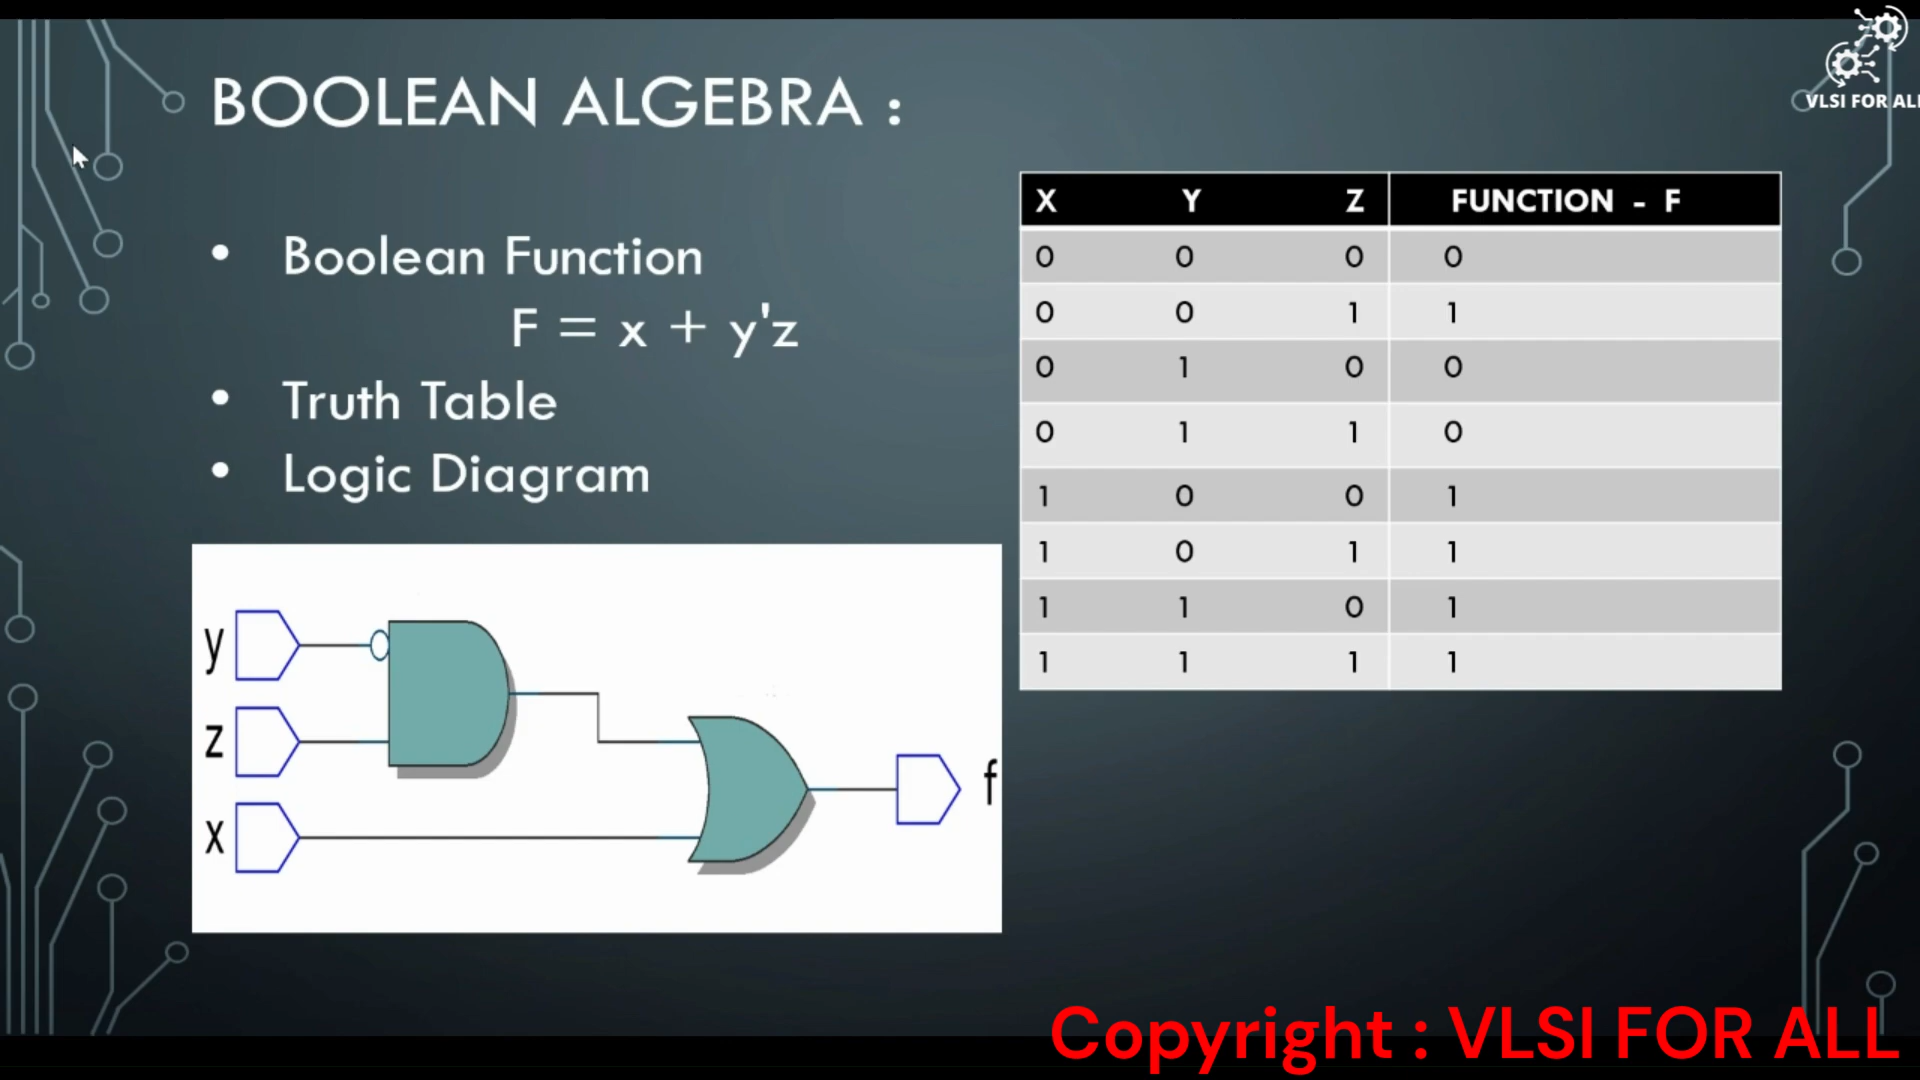 VLSI FOR ALL
BOOLEAN ALGEBRA :
• Boolean Function
F = x + y'z
• Truth Table
• Logic Diagram
y
z
x
f
X Y Z FUNCTION - F
0 0 0 0
0 0 1 1
0 1 0 0
0 1 1 0
1 0 0 1
1 0 1 1
1 1 0 1
1 1 1 1
Copyright : VLSI FOR ALL